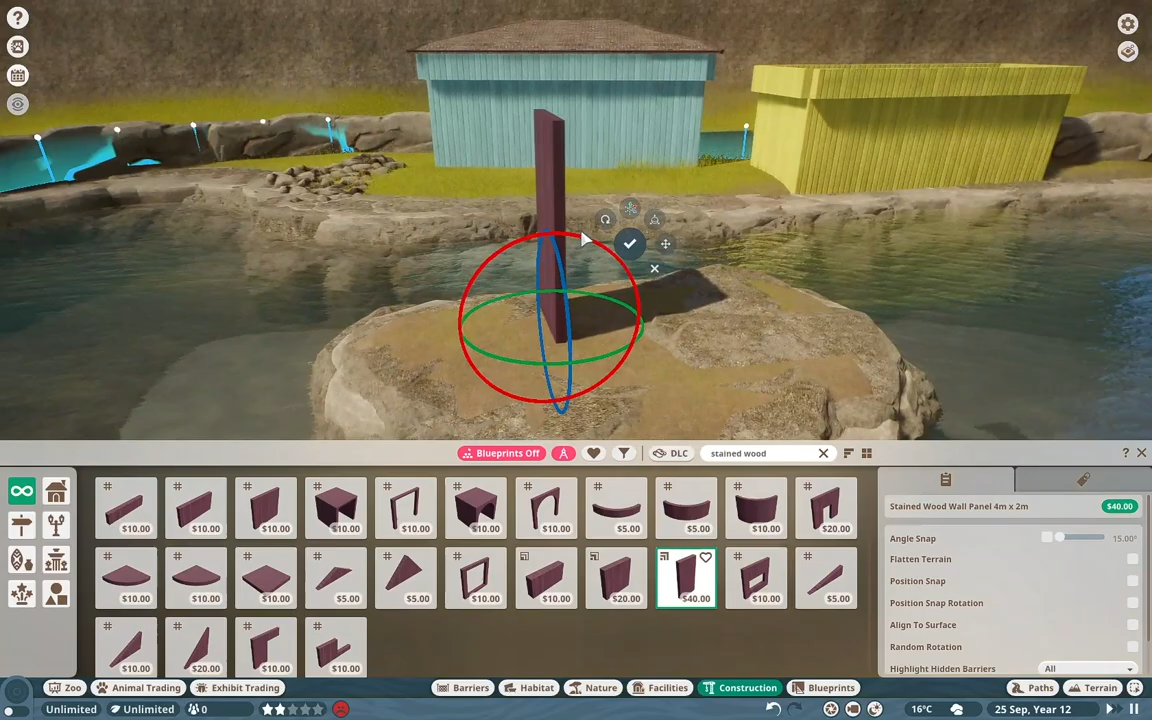 Blueprints Off DLC stained wood
$10.00 $10.00 $10.00 $10.00 $10.00 $10.00 $10.00 $5.00 $5.00 $10.00 $20.00
$10.00 $10.00 $10.00 $5.00 $5.00 $10.00 $10.00 $20.00 $40.00 $10.00 $5.00
$10.00 $20.00 $10.00 $10.00
Stained Wood Wall Panel 4m x 2m $40.00
Angle Snap 15.00°
Flatten Terrain
Position Snap
Position Snap Rotation
Align To Surface
Random Rotation
Highlight Hidden Barriers All
Zoo Animal Trading Exhibit Trading Barriers Habitat Nature Facilities Construction Blueprints Paths Terrain
Unlimited Unlimited 0 16°C 25 Sep, Year 12